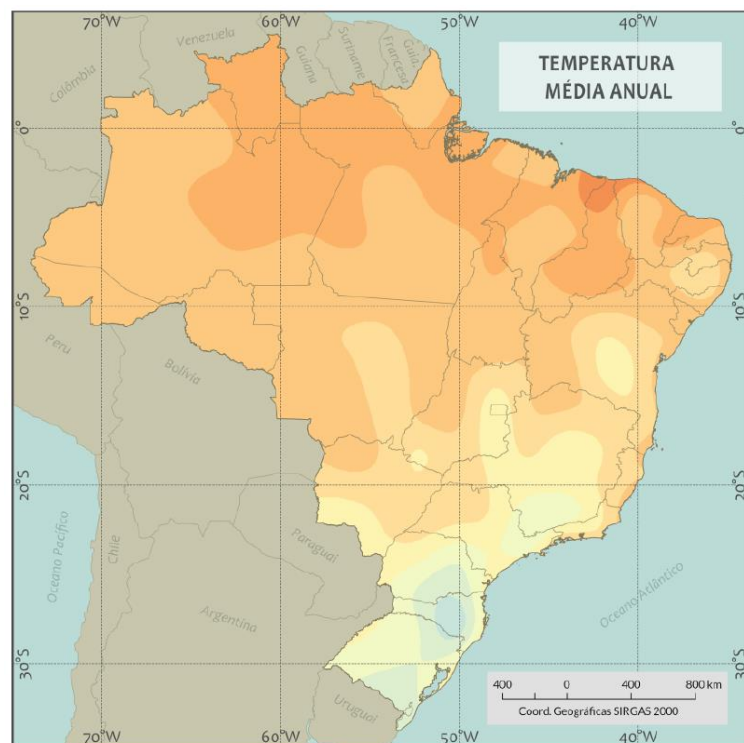 70°W
60°W
50°W
40°W
TEMPERATURA
MÉDIA ANUAL
Venezuela
Colômbia
Guiana
Suriname
Guia.
Francesa
0°
0°
10°S
10°S
Peru
Bolívia
20°S
20°S
Oceano Pacífico
Chile
Paraguai
Argentina
Oceano Atlântico
30°S
30°S
Uruguai
400
0
400
800 km
Coord. Geográficas SIRGAS 2000
70°W
60°W
50°W
40°W